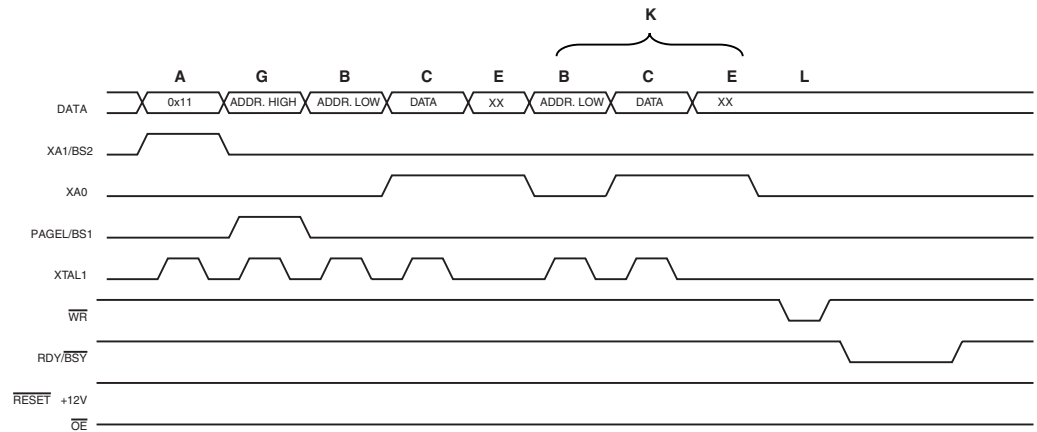 K
A G B C E B C E L
DATA 0x11 ADDR. HIGH ADDR. LOW DATA XX ADDR. LOW DATA XX
XA1/BS2
XA0
PAGEL/BS1
XTAL1
WR
RDY/BSY
RESET +12V
OE